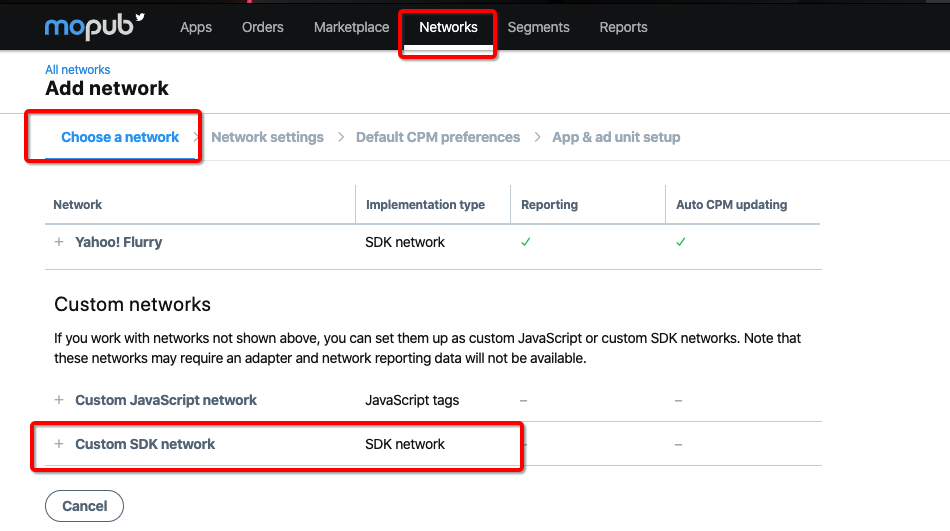 mopub Apps Orders Marketplace Networks Segments Reports
All networks
Add network
Choose a network > Network settings > Default CPM preferences > App & ad unit setup
Network Implementation type Reporting Auto CPM updating
+ Yahoo! Flurry SDK network ✓ ✓
Custom networks
If you work with networks not shown above, you can set them up as custom JavaScript or custom SDK networks. Note that
these networks may require an adapter and network reporting data will not be available.
+ Custom JavaScript network JavaScript tags – –
+ Custom SDK network SDK network – –
Cancel